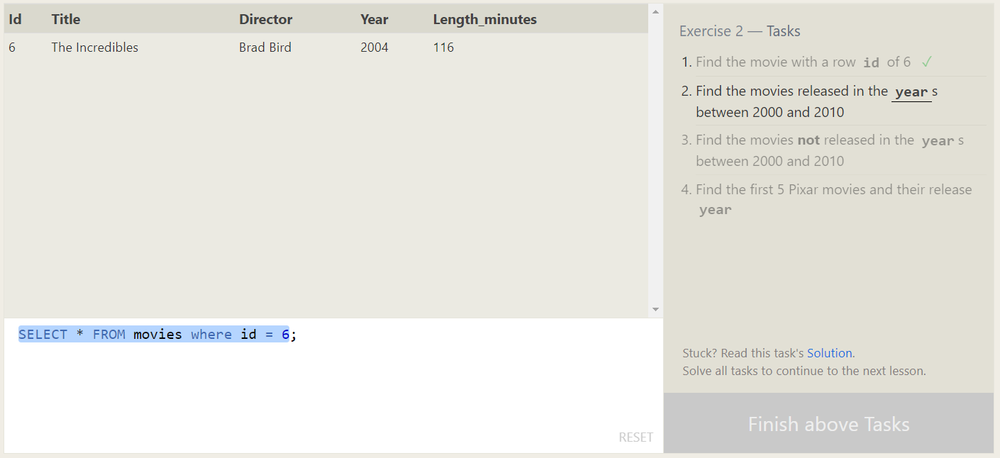 Id Title Director Year Length_minutes
6 The Incredibles Brad Bird 2004 116
SELECT * FROM movies where id = 6;
RESET
Exercise 2 — Tasks
1. Find the movie with a row id of 6 ✓
2. Find the movies released in the years
between 2000 and 2010
3. Find the movies not released in the years
between 2000 and 2010
4. Find the first 5 Pixar movies and their release
year
Stuck? Read this task's Solution.
Solve all tasks to continue to the next lesson.
Finish above Tasks